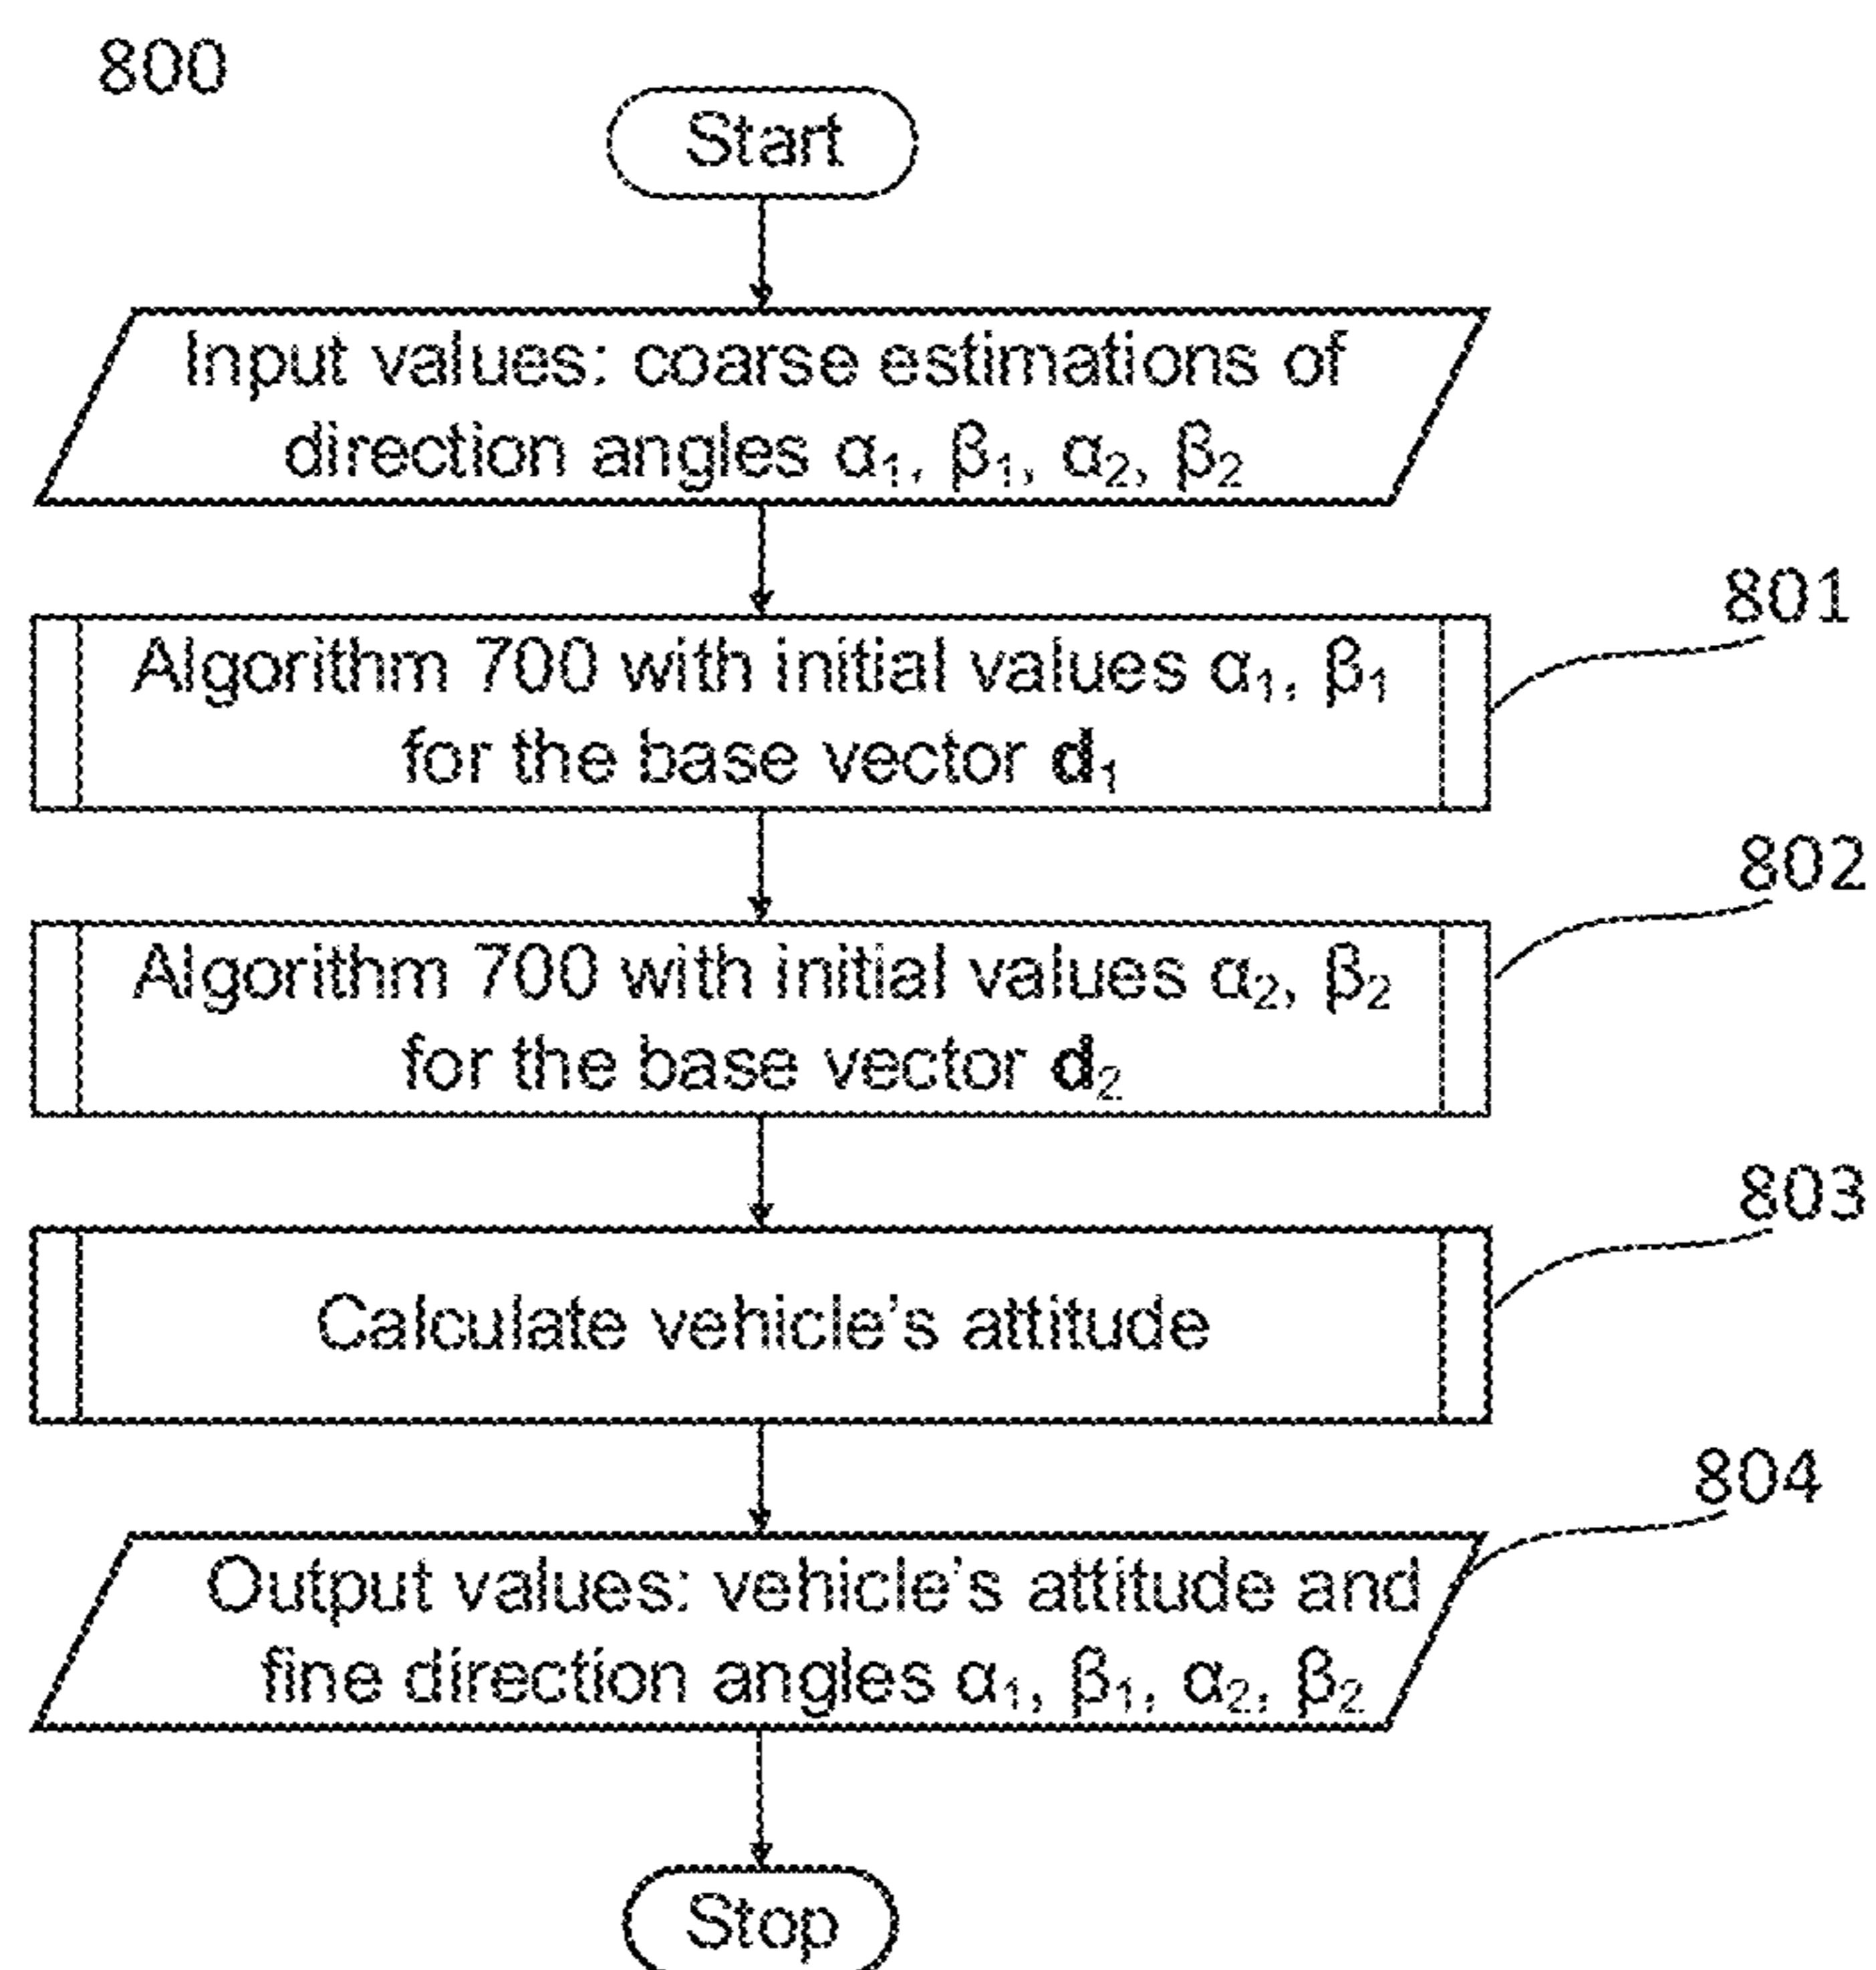 800
Start
Input values: coarse estimations of
direction angles α₁, β₁, α₂, β₂
801
Algorithm 700 with initial values α₁, β₁
for the base vector d₁
802
Algorithm 700 with initial values α₂, β₂
for the base vector d₂
803
Calculate vehicle's attitude
804
Output values: vehicle's attitude and
fine direction angles α₁, β₁, α₂, β₂
Stop